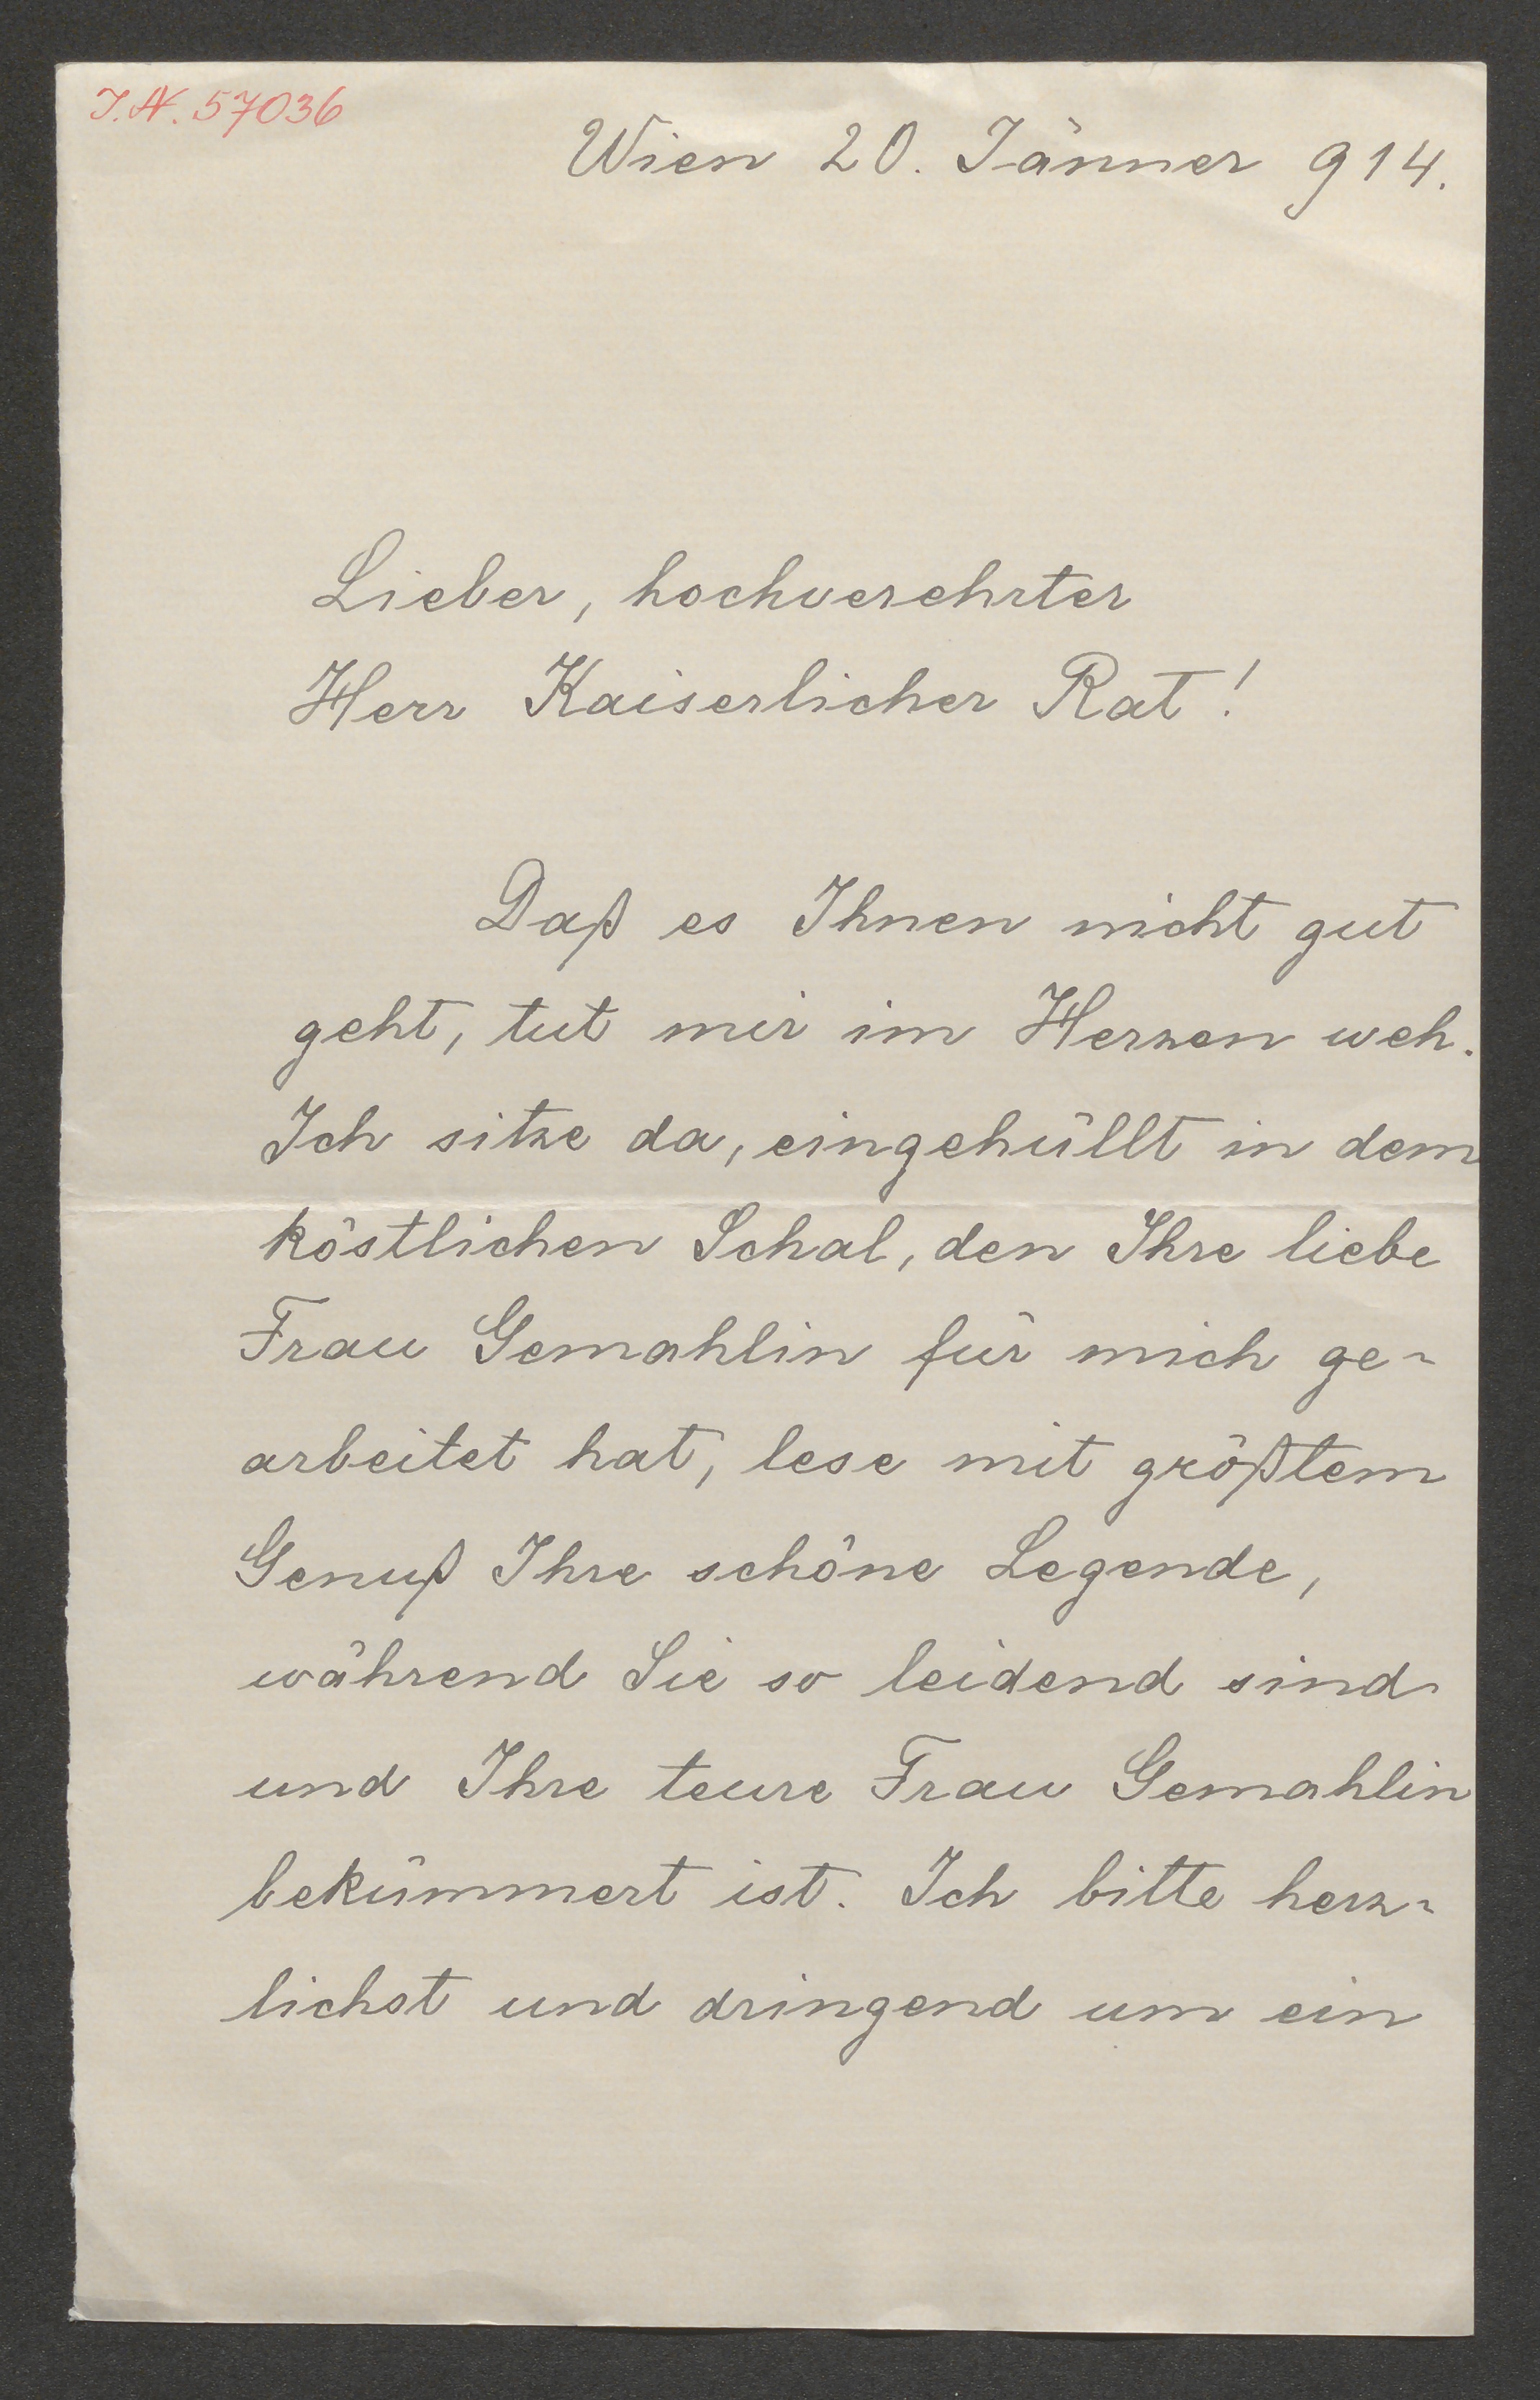 J.N. 57036
Wien 20. Jänner 914.
Lieber, hochverehrter
Herr Kaiserlicher Rat!
Daß es Ihnen nicht gut
geht, tut mir im Herzen weh.
Ich sitze da, eingehüllt in dem
köstlichen Schal, den Ihre liebe
Frau Gemahlin für mich ge-
arbeitet hat, lese mit größtem
Genuß Ihre schöne Legende,
während Sie so leidend sind
und Ihre teure Frau Gemahlin
bekümmert ist. Ich bitte herz-
lichst und dringend um ein